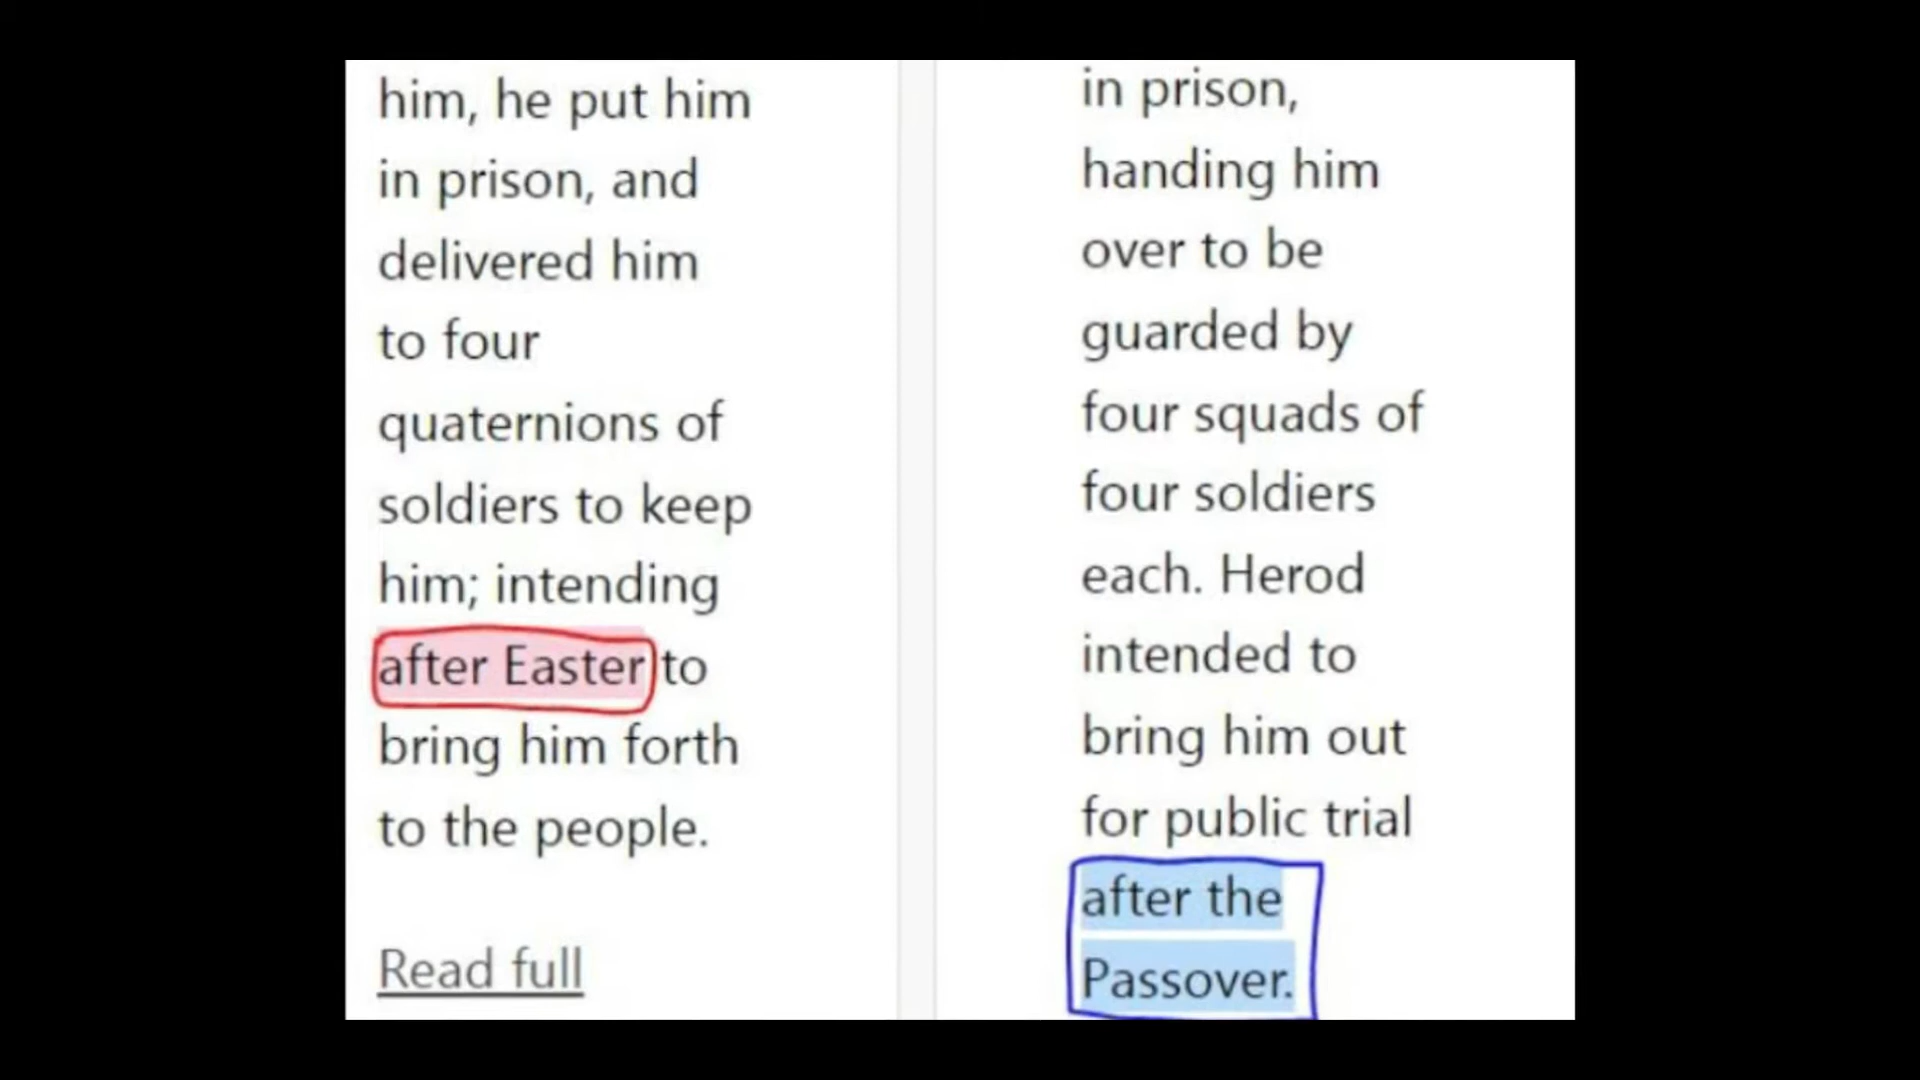 him, he put him
in prison, and
delivered him
to four
quaternions of
soldiers to keep
him; intending
after Easter to
bring him forth
to the people.
Read full
in prison,
handing him
over to be
guarded by
four squads of
four soldiers
each. Herod
intended to
bring him out
for public trial
after the
Passover.